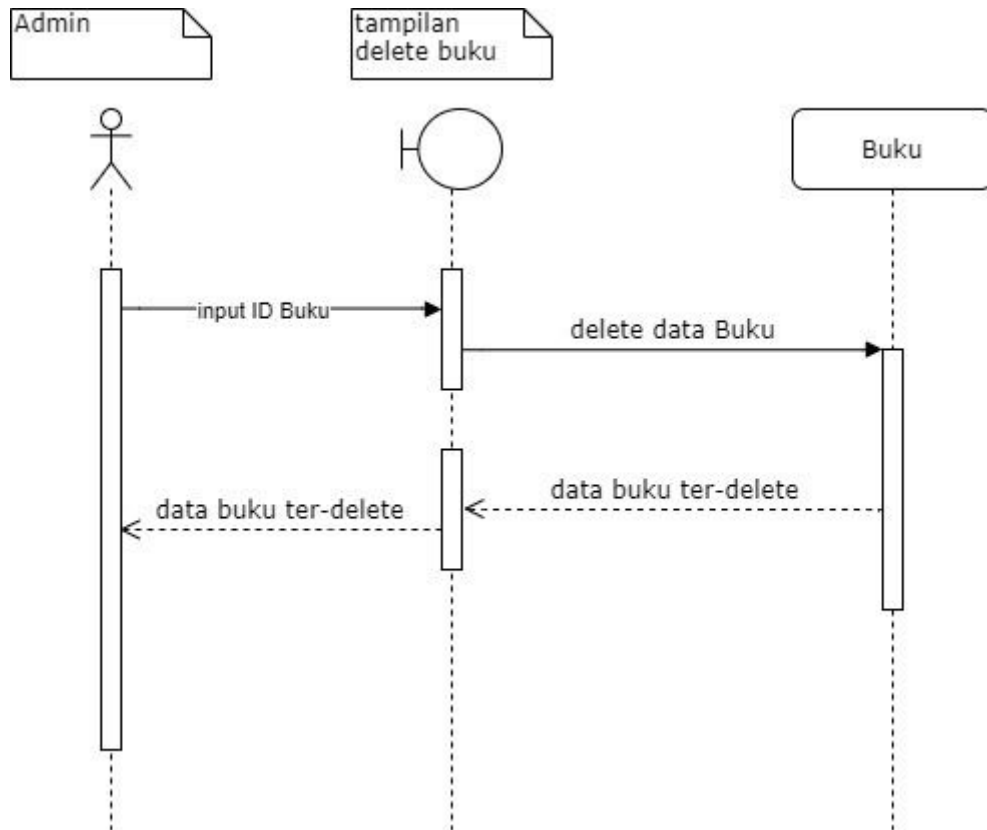 Admin
tampilan
delete buku
Buku
input ID Buku
delete data Buku
data buku ter-delete
data buku ter-delete